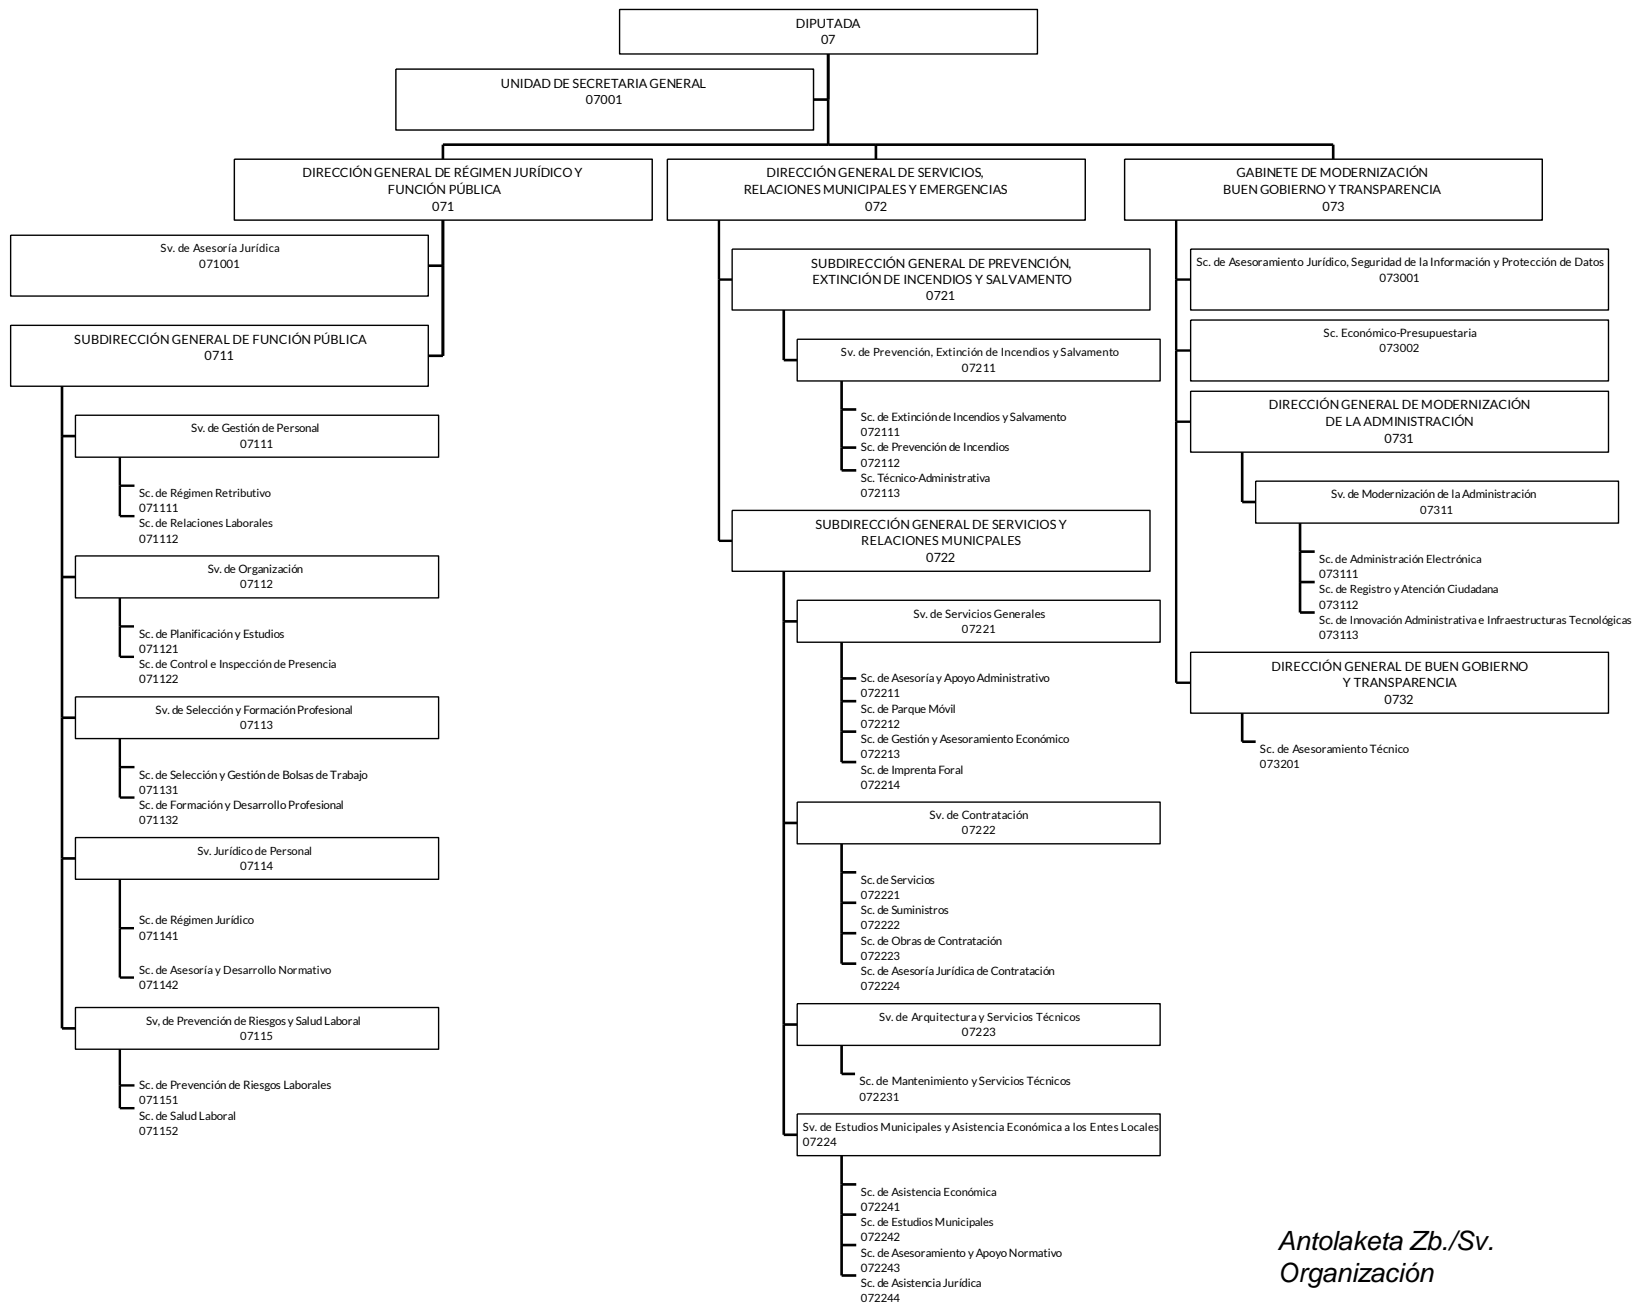 DIPUTADA
07
UNIDAD DE SECRETARIA GENERAL
07001
DIRECCIÓN GENERAL DE RÉGIMEN JURÍDICO Y
FUNCIÓN PÚBLICA
071
Sv. de Asesoría Jurídica
071001
SUBDIRECCIÓN GENERAL DE FUNCIÓN PÚBLICA
0711
Sv. de Gestión de Personal
07111
Sc. de Régimen Retributivo
071111
Sc. de Relaciones Laborales
071112
Sv. de Organización
07112
Sc. de Planificación y Estudios
071121
Sc. de Control e Inspección de Presencia
071122
Sv. de Selección y Formación Profesional
07113
Sc. de Selección y Gestión de Bolsas de Trabajo
071131
Sc. de Formación y Desarrollo Profesional
071132
Sv. Jurídico de Personal
07114
Sc. de Régimen Jurídico
071141
Sc. de Asesoría y Desarrollo Normativo
071142
Sv, de Prevención de Riesgos y Salud Laboral
07115
Sc. de Prevención de Riesgos Laborales
071151
Sc. de Salud Laboral
071152
DIRECCIÓN GENERAL DE SERVICIOS,
RELACIONES MUNICIPALES Y EMERGENCIAS
072
SUBDIRECCIÓN GENERAL DE PREVENCIÓN,
EXTINCIÓN DE INCENDIOS Y SALVAMENTO
0721
Sv. de Prevención, Extinción de Incendios y Salvamento
07211
Sc. de Extinción de Incendios y Salvamento
072111
Sc. de Prevención de Incendios
072112
Sc. Técnico-Administrativa
072113
SUBDIRECCIÓN GENERAL DE SERVICIOS Y
RELACIONES MUNICPALES
0722
Sv. de Servicios Generales
07221
Sc. de Asesoría y Apoyo Administrativo
072211
Sc. de Parque Móvil
072212
Sc. de Gestión y Asesoramiento Económico
072213
Sc. de Imprenta Foral
072214
Sv. de Contratación
07222
Sc. de Servicios
072221
Sc. de Suministros
072222
Sc. de Obras de Contratación
072223
Sc. de Asesoría Jurídica de Contratación
072224
Sv. de Arquitectura y Servicios Técnicos
07223
Sc. de Mantenimiento y Servicios Técnicos
072231
Sv. de Estudios Municipales y Asistencia Económica a los Entes Locales
07224
Sc. de Asistencia Económica
072241
Sc. de Estudios Municipales
072242
Sc. de Asesoramiento y Apoyo Normativo
072243
Sc. de Asistencia Jurídica
072244
GABINETE DE MODERNIZACIÓN
BUEN GOBIERNO Y TRANSPARENCIA
073
Sc. de Asesoramiento Jurídico, Seguridad de la Información y Protección de Datos
073001
Sc. Económico-Presupuestaria
073002
DIRECCIÓN GENERAL DE MODERNIZACIÓN
DE LA ADMINISTRACIÓN
0731
Sv. de Modernización de la Administración
07311
Sc. de Administración Electrónica
073111
Sc. de Registro y Atención Ciudadana
073112
Sc. de Innovación Administrativa e Infraestructuras Tecnológicas
073113
DIRECCIÓN GENERAL DE BUEN GOBIERNO
Y TRANSPARENCIA
0732
Sc. de Asesoramiento Técnico
073201
Antolaketa Zb./Sv.
Organización